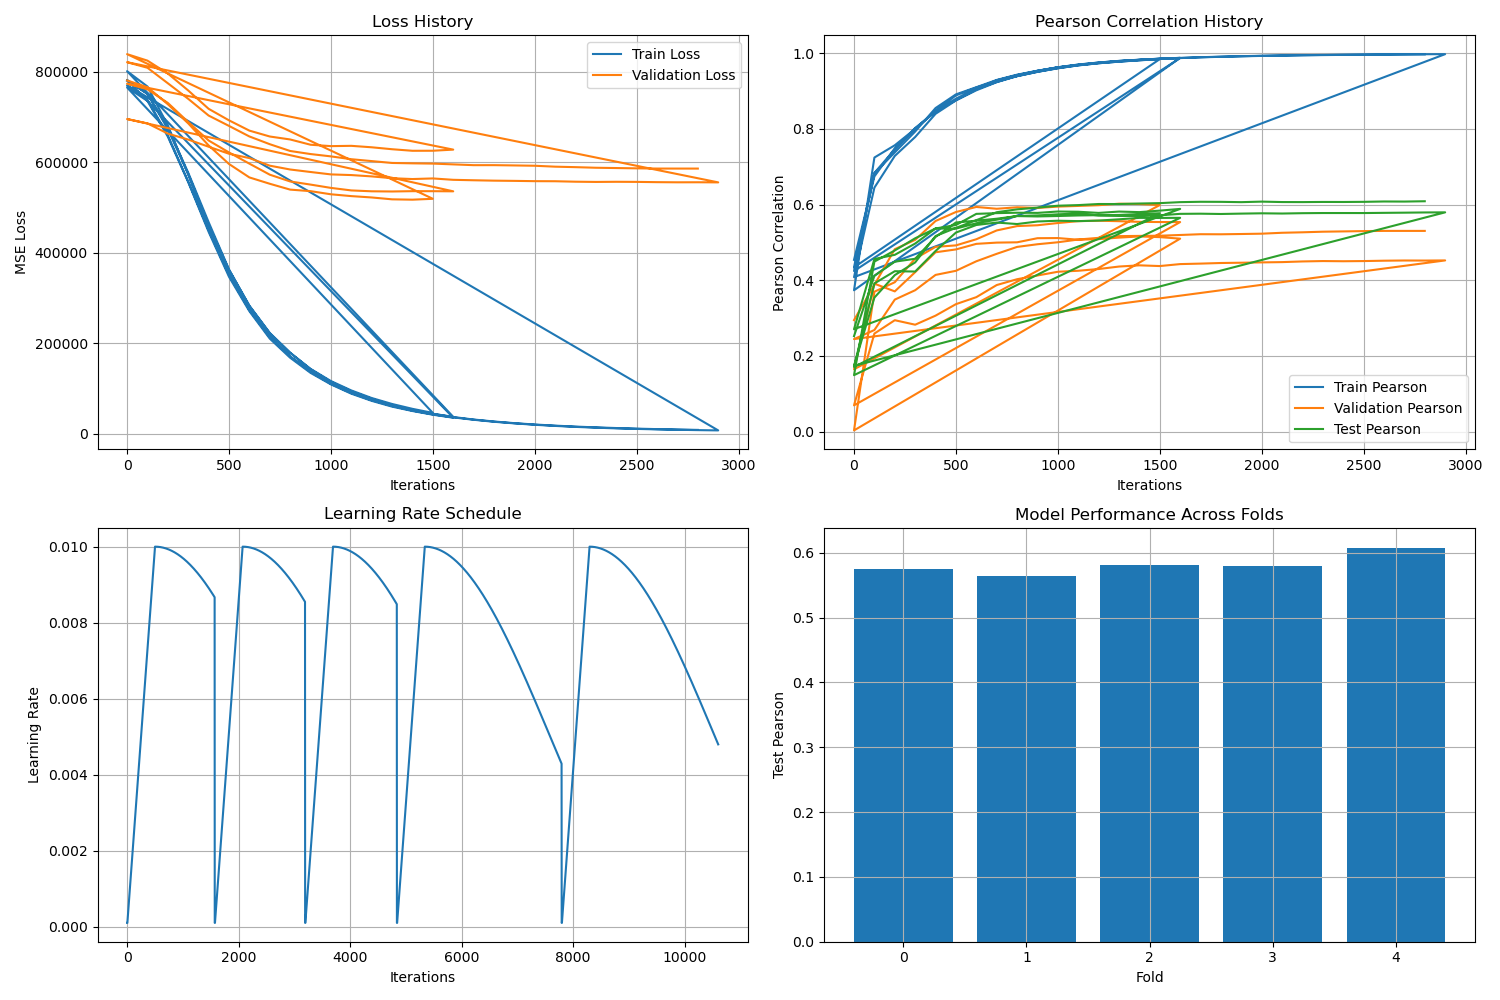 Loss History
MSE Loss
800000
600000
400000
200000
0
Train Loss
Validation Loss
0 500 1000 1500 2000 2500 3000
Iterations
Pearson Correlation History
Pearson Correlation
1.0
0.8
0.6
0.4
0.2
0.0
Train Pearson
Validation Pearson
Test Pearson
0 500 1000 1500 2000 2500 3000
Iterations
Learning Rate Schedule
Learning Rate
0.010
0.008
0.006
0.004
0.002
0.000
0 2000 4000 6000 8000 10000
Iterations
Model Performance Across Folds
Test Pearson
0.6
0.5
0.4
0.3
0.2
0.1
0.0
0 1 2 3 4
Fold